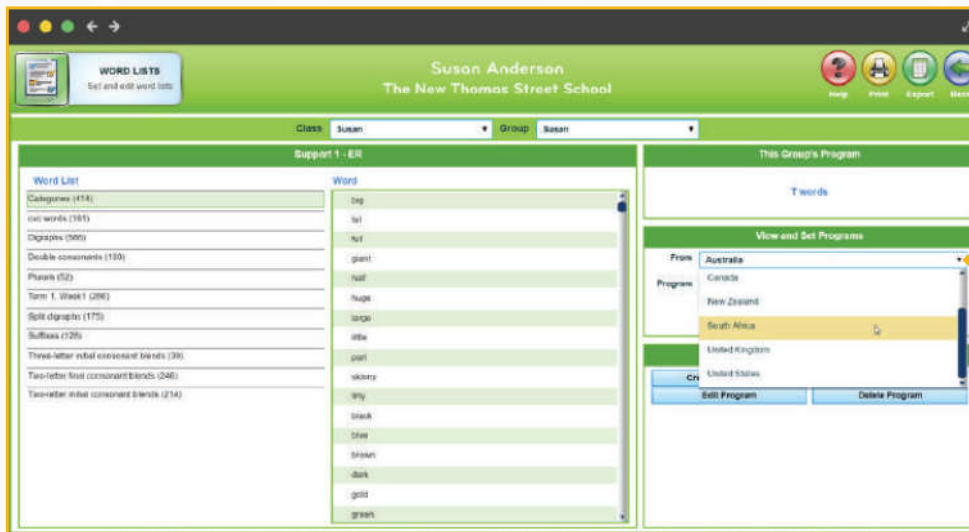 WORD LISTS
Set and edit word lists
Susan Anderson
The New Thomas Street School
Help
Print
Export
Class
Susan
Group
Susan
Support 1 - ER
Word List
Categories (414)
cvc words (161)
Digraphs (566)
Double consonants (130)
Plurals (52)
Term 1, Week1 (286)
Split digraphs (175)
Suffixes (128)
Three-letter initial consonant blends (39)
Two-letter final consonant blends (246)
Two-letter initial consonant blends (214)
Word
big
fat
full
giant
half
huge
large
little
part
skinny
tiny
black
blue
brown
dark
gold
green
This Group's Program
T words
View and Set Programs
From
Australia
Program
Canada
New Zealand
South Africa
United Kingdom
United States
Edit Program
Delete Program